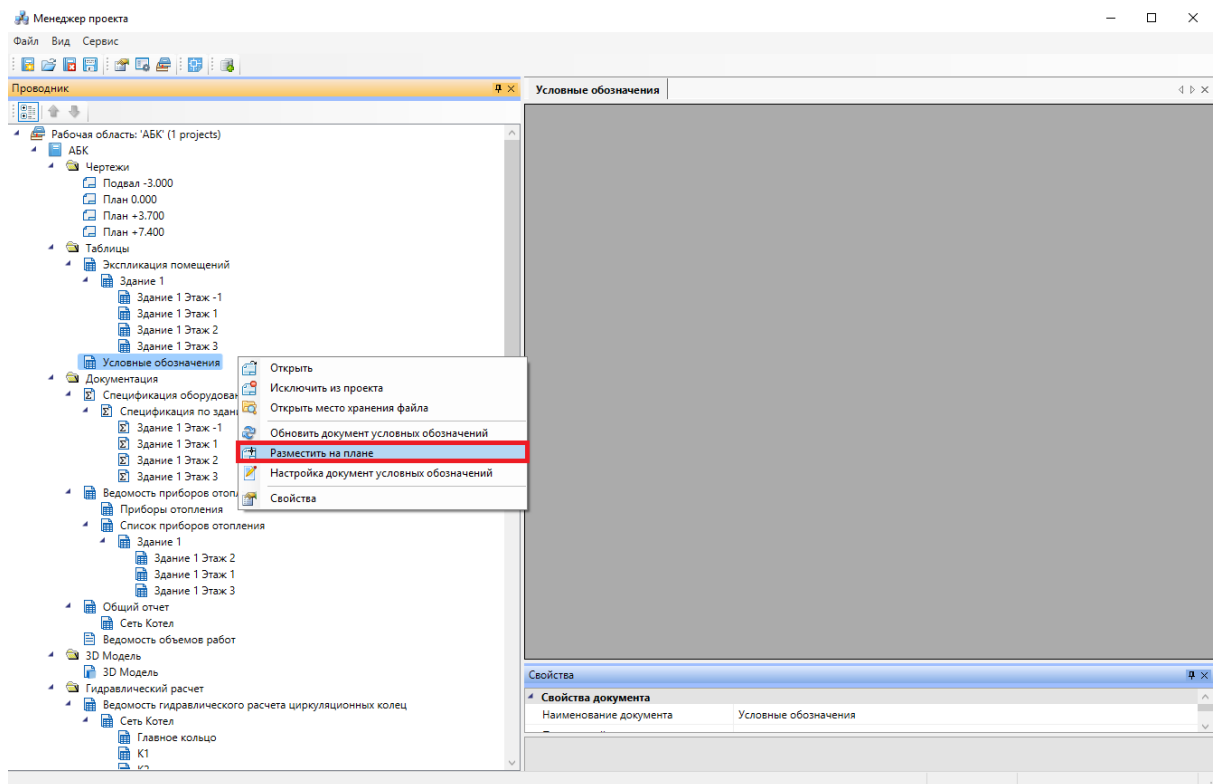 Менеджер проекта
Файл Вид Сервис
Проводник
Рабочая область: 'АБК' (1 projects)
АБК
Чертежи
Подвал -3.000
План 0.000
План +3.700
План +7.400
Таблицы
Экспликация помещений
Здание 1
Здание 1 Этаж -1
Здание 1 Этаж 1
Здание 1 Этаж 2
Здание 1 Этаж 3
Условные обозначения
Документация
Спецификация оборудован
Спецификация по здан
Здание 1 Этаж -1
Здание 1 Этаж 1
Здание 1 Этаж 2
Здание 1 Этаж 3
Ведомость приборов отоп
Приборы отопления
Список приборов отопления
Здание 1
Здание 1 Этаж 2
Здание 1 Этаж 1
Здание 1 Этаж 3
Общий отчет
Сеть Котел
Ведомость объемов работ
3D Модель
3D Модель
Гидравлический расчет
Ведомость гидравлического расчета циркуляционных колец
Сеть Котел
Главное кольцо
К1
К2
Открыть
Исключить из проекта
Открыть место хранения файла
Обновить документ условных обозначений
Разместить на плане
Настройка документ условных обозначений
Свойства
Условные обозначения
Свойства
Свойства документа
Наименование документа Условные обозначения